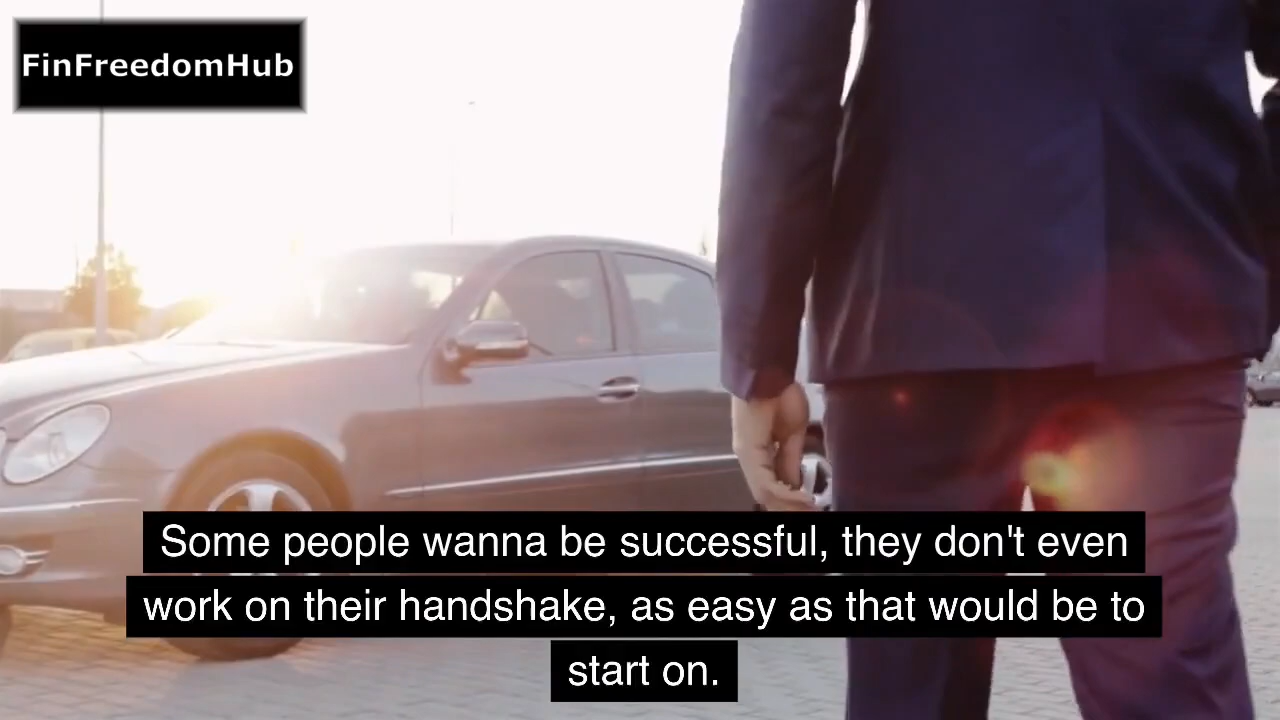 FinFreedomHub
Some people wanna be successful, they don't even
work on their handshake, as easy as that would be to
start on.